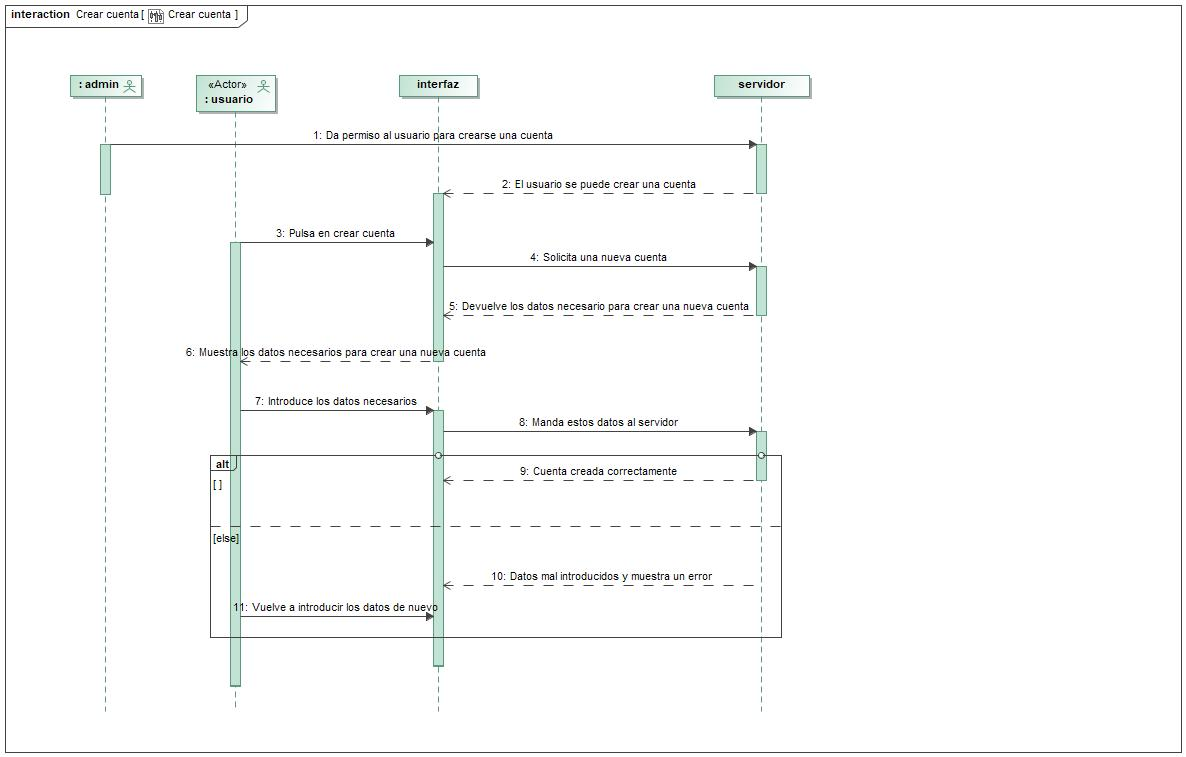 interaction Crear cuenta[ Crear cuenta ]
: admin
«Actor»
: usuario
interfaz
servidor
1: Da permiso al usuario para crearse una cuenta
2: El usuario se puede crear una cuenta
3: Pulsa en crear cuenta
4: Solicita una nueva cuenta
5: Devuelve los datos necesario para crear una nueva cuenta
6: Muestra los datos necesarios para crear una nueva cuenta
7: Introduce los datos necesarios
8: Manda estos datos al servidor
alt
9: Cuenta creada correctamente
[ ]
[else]
10: Datos mal introducidos y muestra un error
11: Vuelve a introducir los datos de nuevo